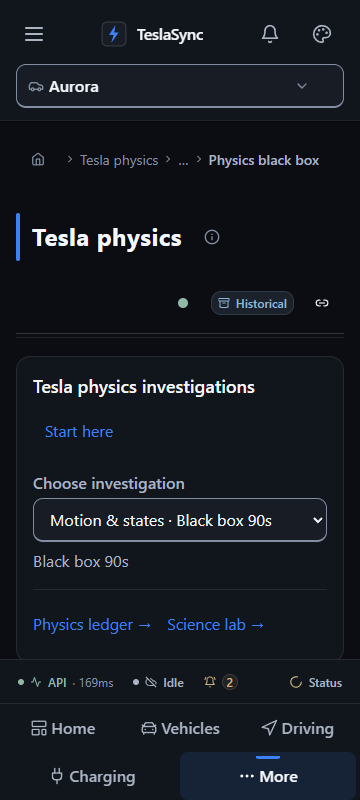 TeslaSync
Aurora
Tesla physics ... Physics black box
Tesla physics
Historical
Tesla physics investigations
Start here
Choose investigation
Motion & states · Black box 90s
Black box 90s
Physics ledger → Science lab →
API · 169ms Idle 2 Status
Home Vehicles Driving
Charging More